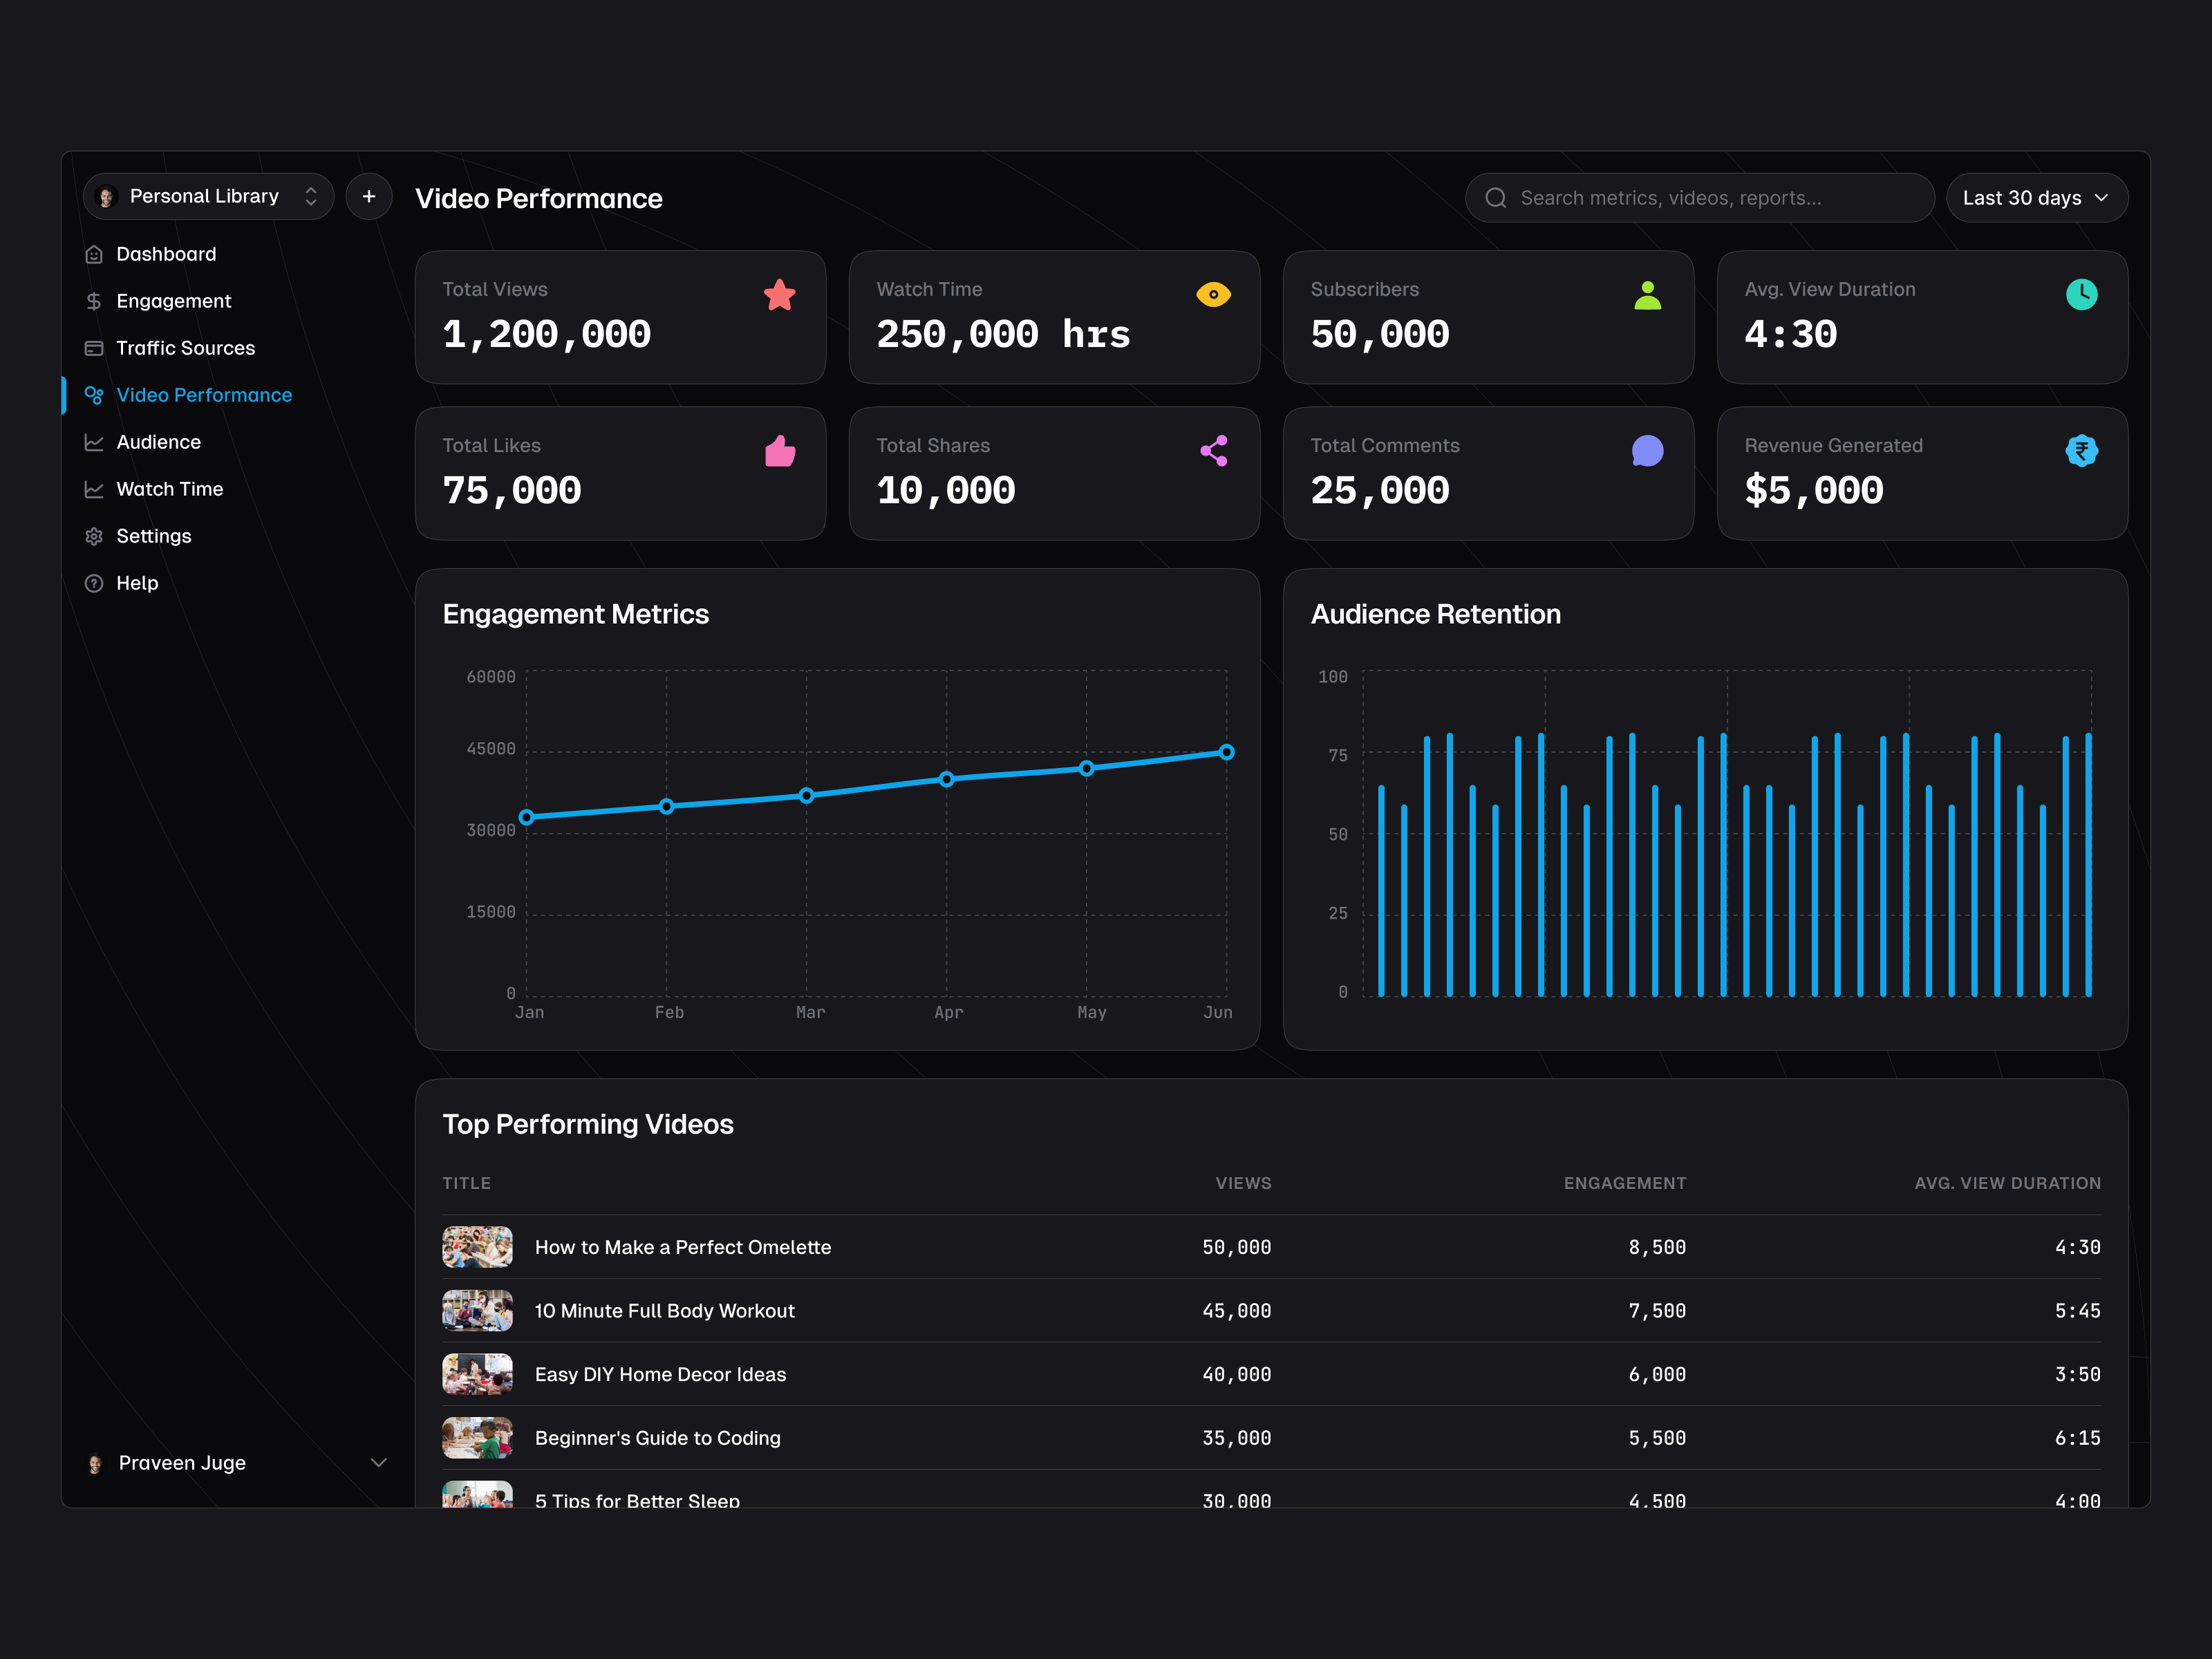 Personal Library
+
Video Performance
Search metrics, videos, reports...
Last 30 days
Dashboard
Engagement
Traffic Sources
Video Performance
Audience
Watch Time
Settings
Help
Total Views
1,200,000
Watch Time
250,000 hrs
Subscribers
50,000
Avg. View Duration
4:30
Total Likes
75,000
Total Shares
10,000
Total Comments
25,000
Revenue Generated
₹
$5,000
Engagement Metrics
60000
45000
30000
15000
0
Jan Feb Mar Apr May Jun
Audience Retention
100
75
50
25
0
Top Performing Videos
TITLE VIEWS ENGAGEMENT AVG. VIEW DURATION
How to Make a Perfect Omelette 50,000 8,500 4:30
10 Minute Full Body Workout 45,000 7,500 5:45
Easy DIY Home Decor Ideas 40,000 6,000 3:50
Beginner's Guide to Coding 35,000 5,500 6:15
5 Tips for Better Sleep 30,000 4,500 4:00
Praveen Juge